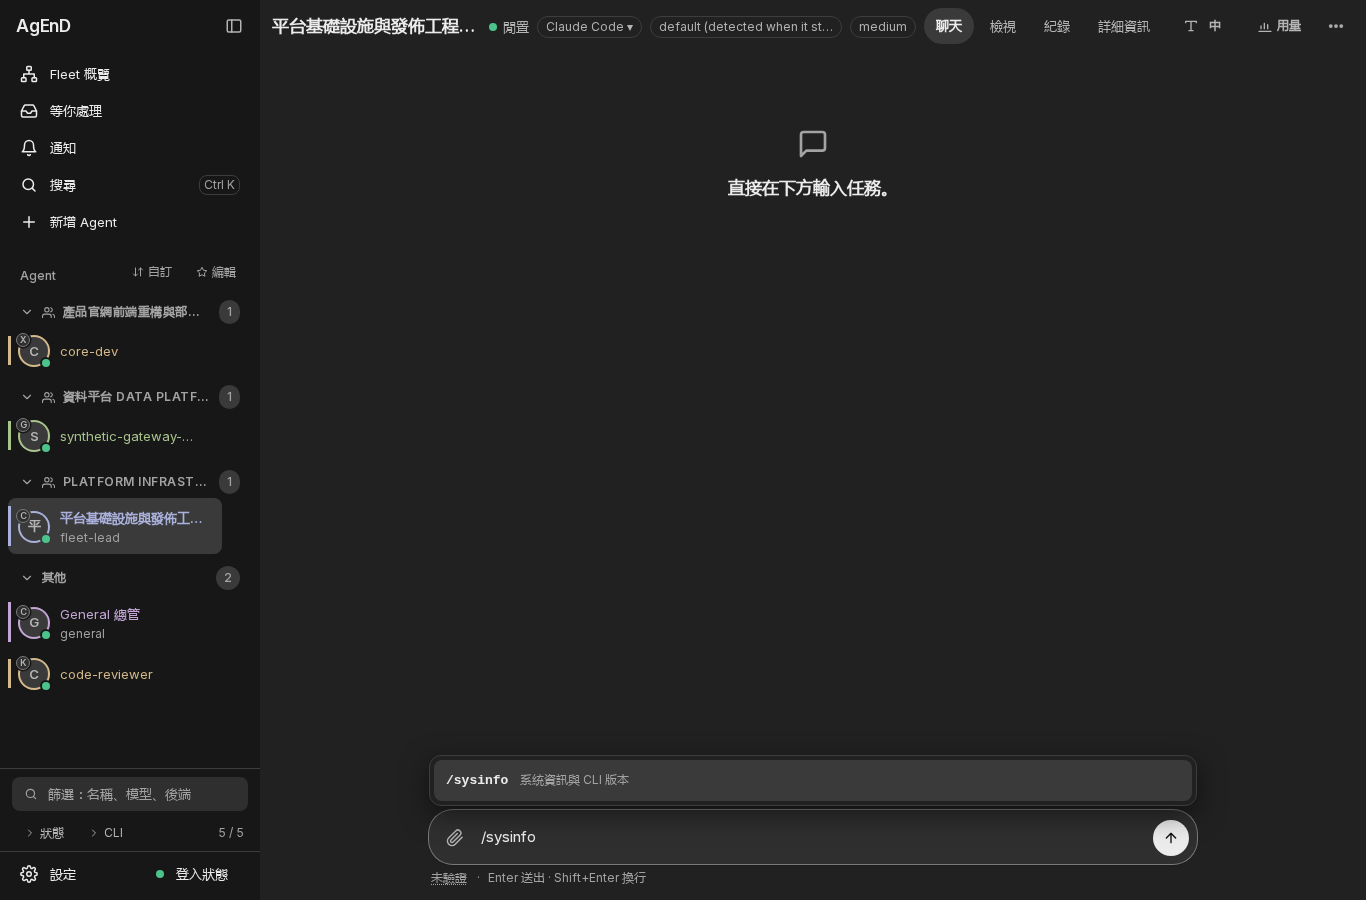 AgEnD
Fleet 概覽
等你處理
通知
搜尋 Ctrl K
新增 Agent
Agent 自訂 編輯
產品官網前端重構與部… 1
X C core-dev
資料平台 DATA PLATF… 1
G S synthetic-gateway-…
PLATFORM INFRAST… 1
C 平 平台基礎設施與發佈工…
fleet-lead
其他 2
C G General 總管
general
K C code-reviewer
篩選：名稱、模型、後端
狀態 CLI 5 / 5
設定 登入狀態
平台基礎設施與發佈工程… 閒置 Claude Code ▾ default (detected when it st… medium 聊天 檢視 紀錄 詳細資訊 T 中 用量 •••
直接在下方輸入任務。
/sysinfo 系統資訊與 CLI 版本
/sysinfo
未驗證 · Enter 送出 · Shift+Enter 換行